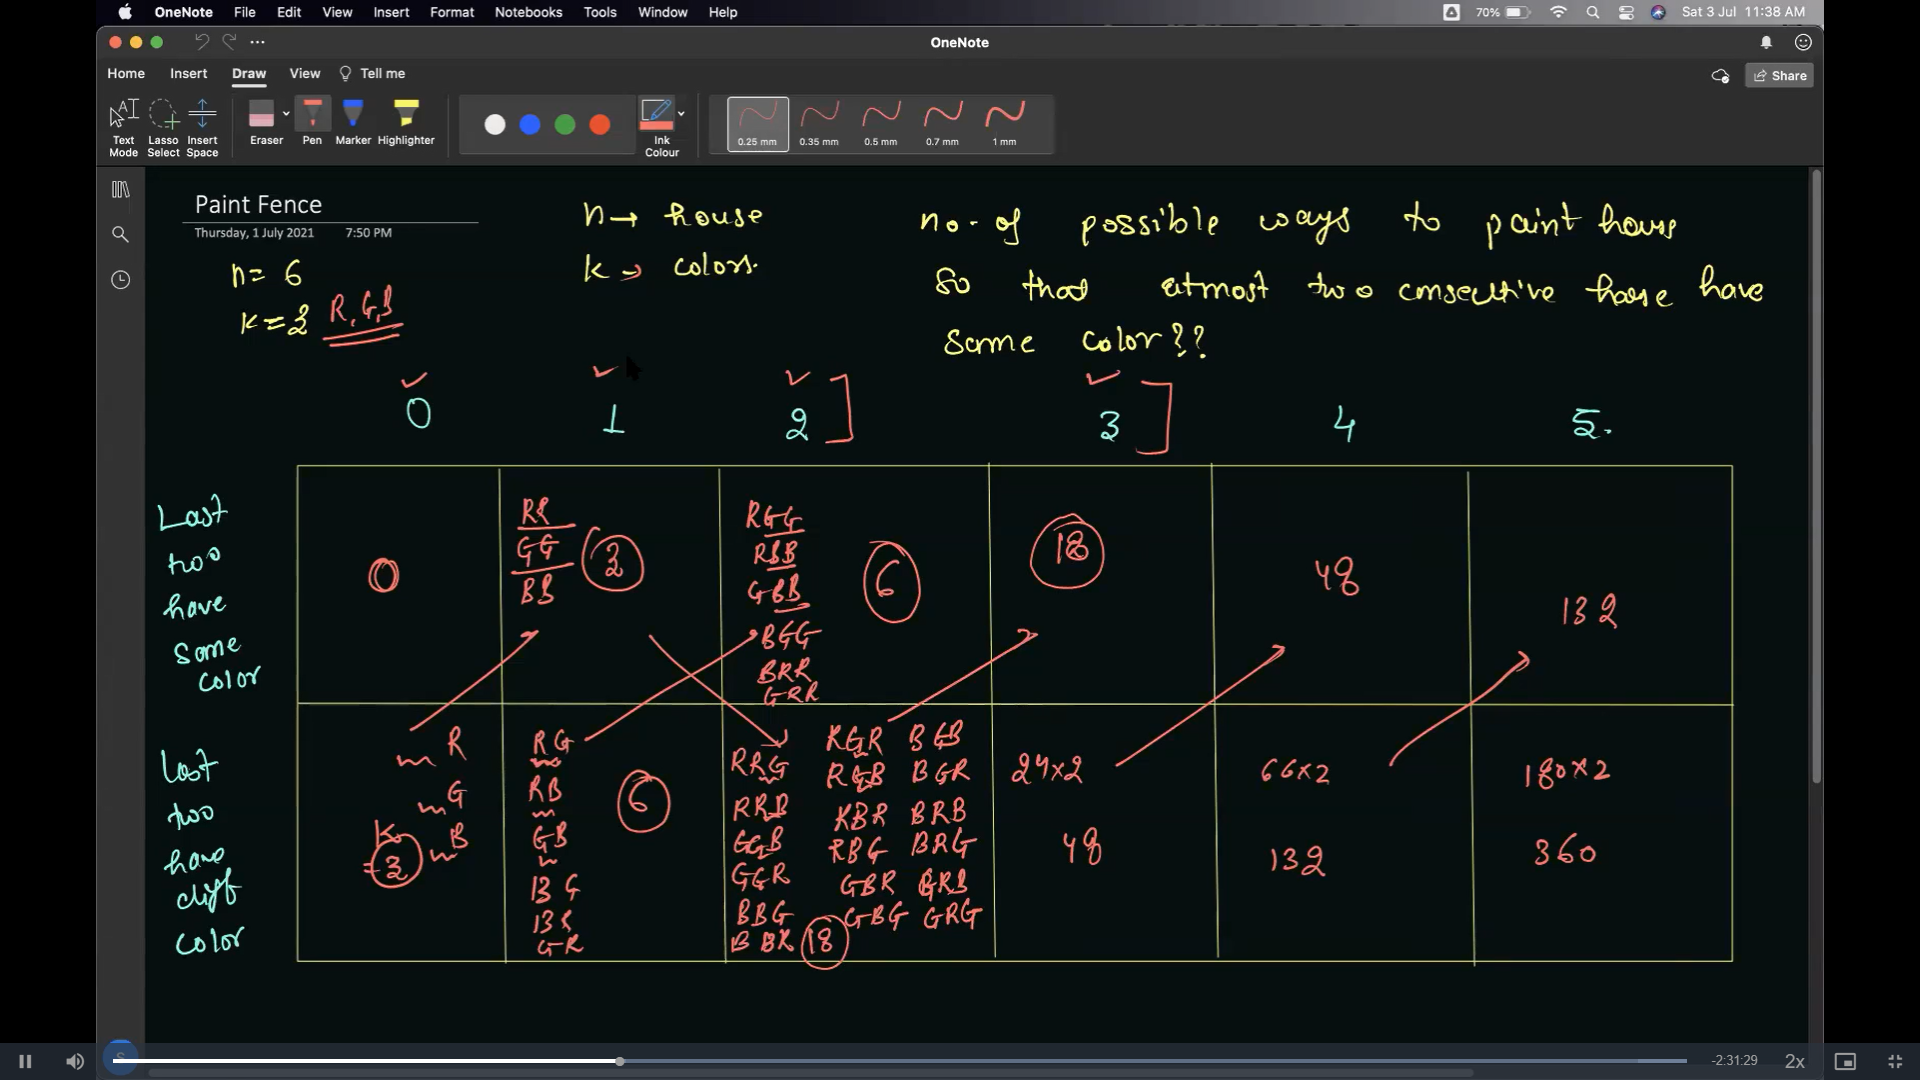 OneNote File Edit View Insert Format Notebooks Tools Window Help 70% Sat 3 Jul 11:38 AM
OneNote
Home Insert Draw View Tell me Share
Text Mode Lasso Select Insert Space Eraser Pen Marker Highlighter Ink Colour 0.25 mm 0.35 mm 0.5 mm 0.7 mm 1 mm
Paint Fence
Thursday, 1 July 2021 7:50 PM
n → house
k → colors.
no. of possible ways to paint house
So that atmost two consecutive house have
same color??
n = 6
k = 3 R, G, B
0 1 2 3 4 5.
Last two have same color
0
RR
GG
BB
3
RGG
RBB
GBB
BGG
BRR
GRR
6
18
48
132
Last two have diff color
R
G
B
K
= 3
RG
RB
GB
BG
BR
GR
6
RRG
RRB
GGB
GGR
BBG
BBR
RGR BGB
RGB BGR
RBR BRB
RBG BRG
GBR GRB
GBG GRG
18
24x2
48
66x2
132
180x2
360
-2:31:29 2x